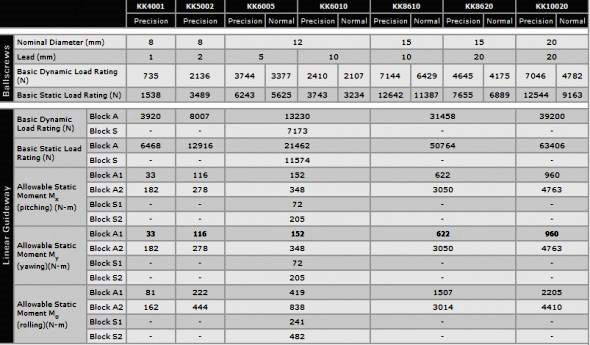 KK4001 KK5002 KK6005 KK6010 KK8610 KK8620 KK10020
Precision Precision Precision Normal Precision Normal Precision Normal Precision Normal Precision Normal
Ballscrews
Nominal Diameter (mm) 8 8 12 15 15 20
Lead (mm) 1 2 5 10 10 20 20
Basic Dynamic Load Rating (N) 735 2136 3744 3377 2410 2107 7144 6429 4645 4175 7046 4782
Basic Static Load Rating (N) 1538 3489 6243 5625 3743 3234 12642 11387 7655 6889 12544 9163
Linear Guideway
Basic Dynamic Load Rating (N) Block A 3920 8007 13230 31458 39200
Block S - - 7173 - -
Basic Static Load Rating (N) Block A 6468 12916 21462 50764 63406
Block S - - 11574 - -
Allowable Static Moment Mx (pitching) (N-m) Block A1 33 116 152 622 960
Block A2 182 278 348 3050 4763
Block S1 - - 72 - -
Block S2 - - 205 - -
Allowable Static Moment My (yawing)(N-m) Block A1 33 116 152 622 960
Block A2 182 278 348 3050 4763
Block S1 - - 72 - -
Block S2 - - 205 - -
Allowable Static Moment M (rolling)(N-m) Block A1 81 222 419 1507 2205
Block A2 162 444 838 3014 4410
Block S1 - - 241 - -
Block S2 - - 482 - -